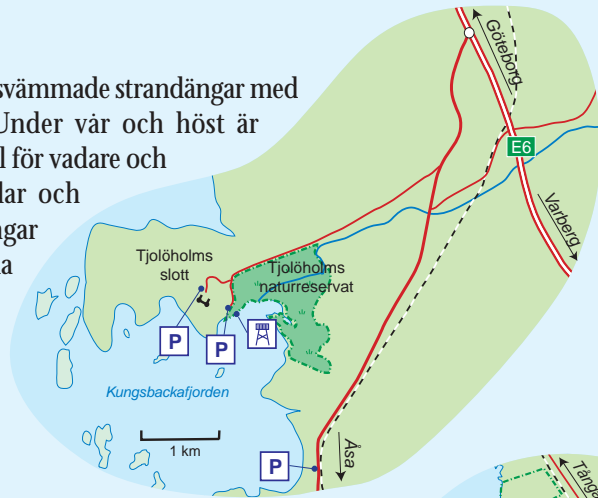 svämmade strandängar med
Under vår och höst är
l för vadare och
lar och
ngar
Göteborg
E6
Varberg
Tjolöholms
slott
Tjolöholms
naturreservat
P
P
Kungsbackafjorden
1 km
P
Åsa
Tång